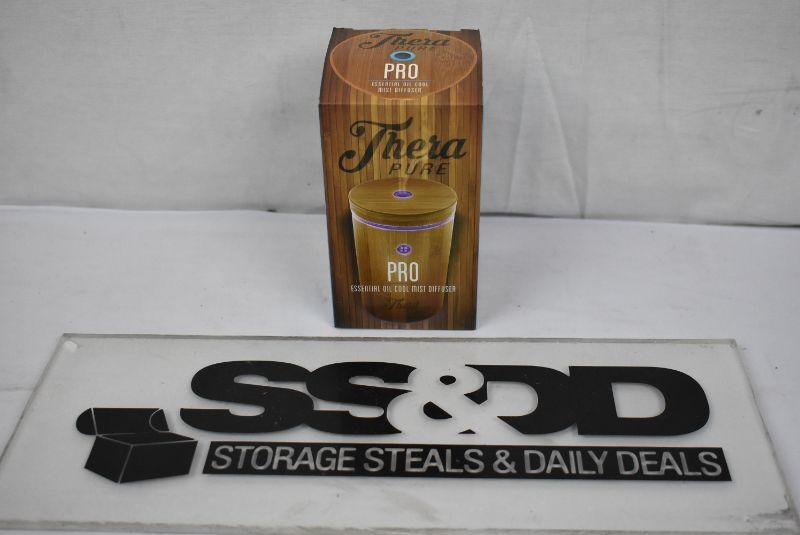 Thera
PURE
PRO
ESSENTIAL OIL COOL
MIST DIFFUSER
Thera
PURE
PRO
ESSENTIAL OIL COOL MIST DIFFUSER
Thera
SS&DD
STORAGE STEALS & DAILY DEALS